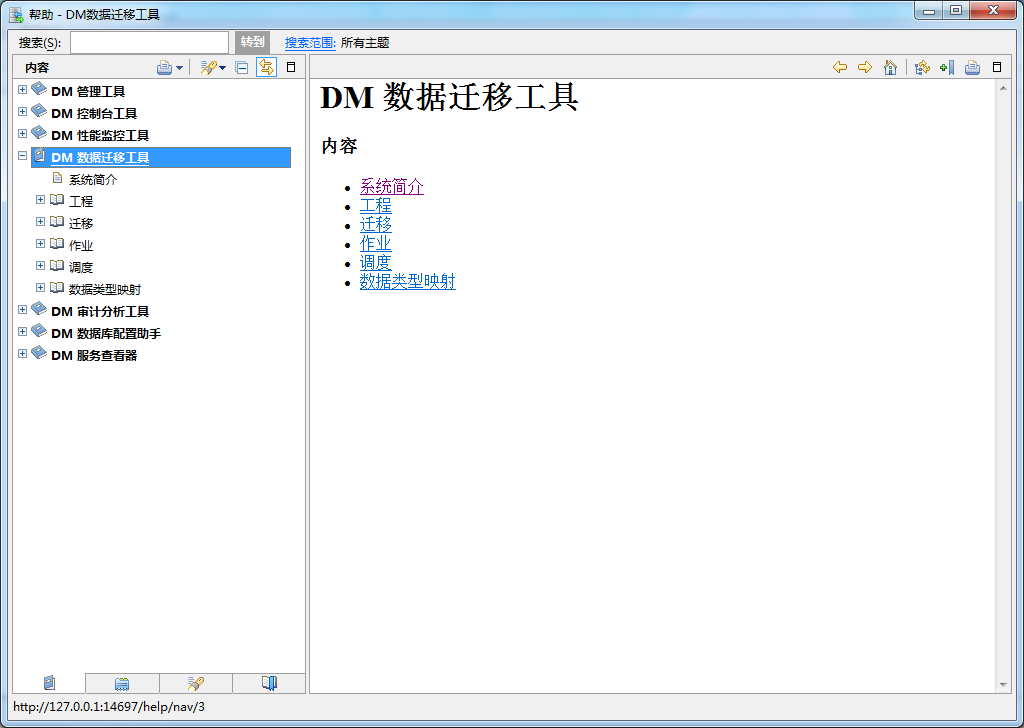 帮助 - DM数据迁移工具
搜索(S): 转到 搜索范围: 所有主题
内容
DM 管理工具
DM 控制台工具
DM 性能监控工具
DM 数据迁移工具
系统简介
工程
迁移
作业
调度
数据类型映射
DM 审计分析工具
DM 数据库配置助手
DM 服务查看器
DM 数据迁移工具
内容
系统简介
工程
迁移
作业
调度
数据类型映射
http://127.0.0.1:14697/help/nav/3